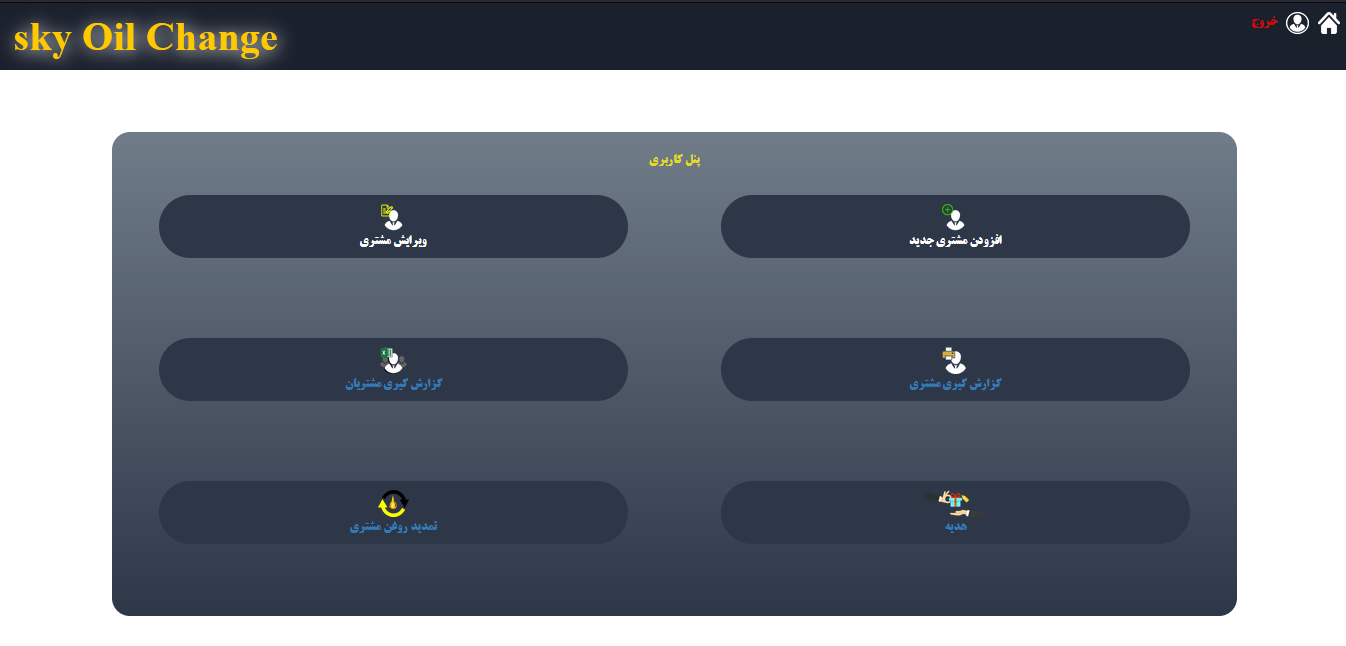 sky Oil Change
خروج
پنل کاربری
افزودن مشتری جدید
ویرایش مشتری
گزارش گیری مشتری
گزارش گیری مشتریان
هدیه
تمدید روغن مشتری